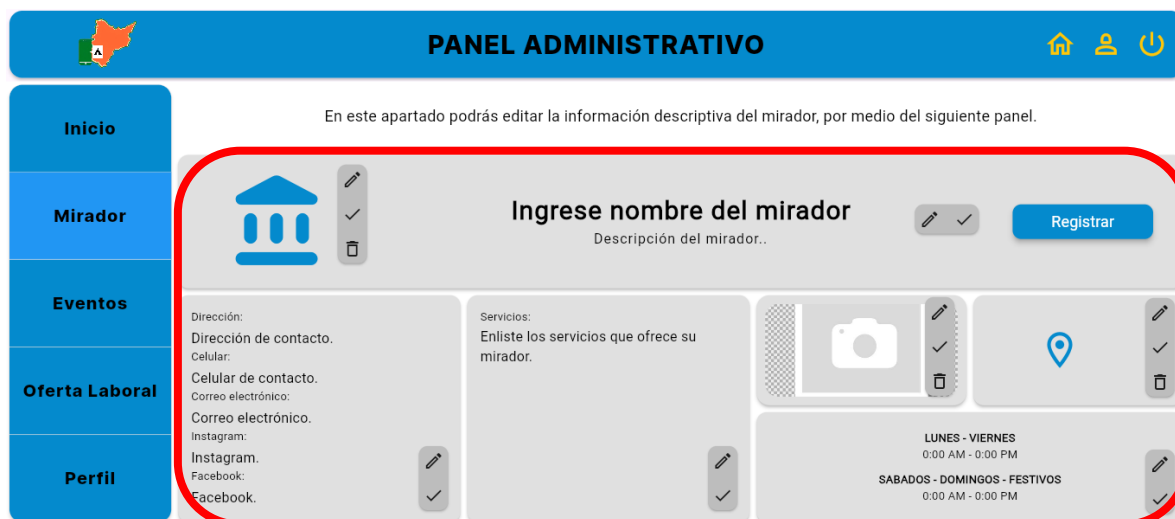 PANEL ADMINISTRATIVO
Inicio
Mirador
Eventos
Oferta Laboral
Perfil
En este apartado podrás editar la información descriptiva del mirador, por medio del siguiente panel.
Ingrese nombre del mirador
Descripción del mirador..
Registrar
Dirección:
Dirección de contacto.
Celular:
Celular de contacto.
Correo electrónico:
Correo electrónico.
Instagram:
Instagram.
Facebook:
Facebook.
Servicios:
Enliste los servicios que ofrece su
mirador.
LUNES - VIERNES
0:00 AM - 0:00 PM
SABADOS - DOMINGOS - FESTIVOS
0:00 AM - 0:00 PM